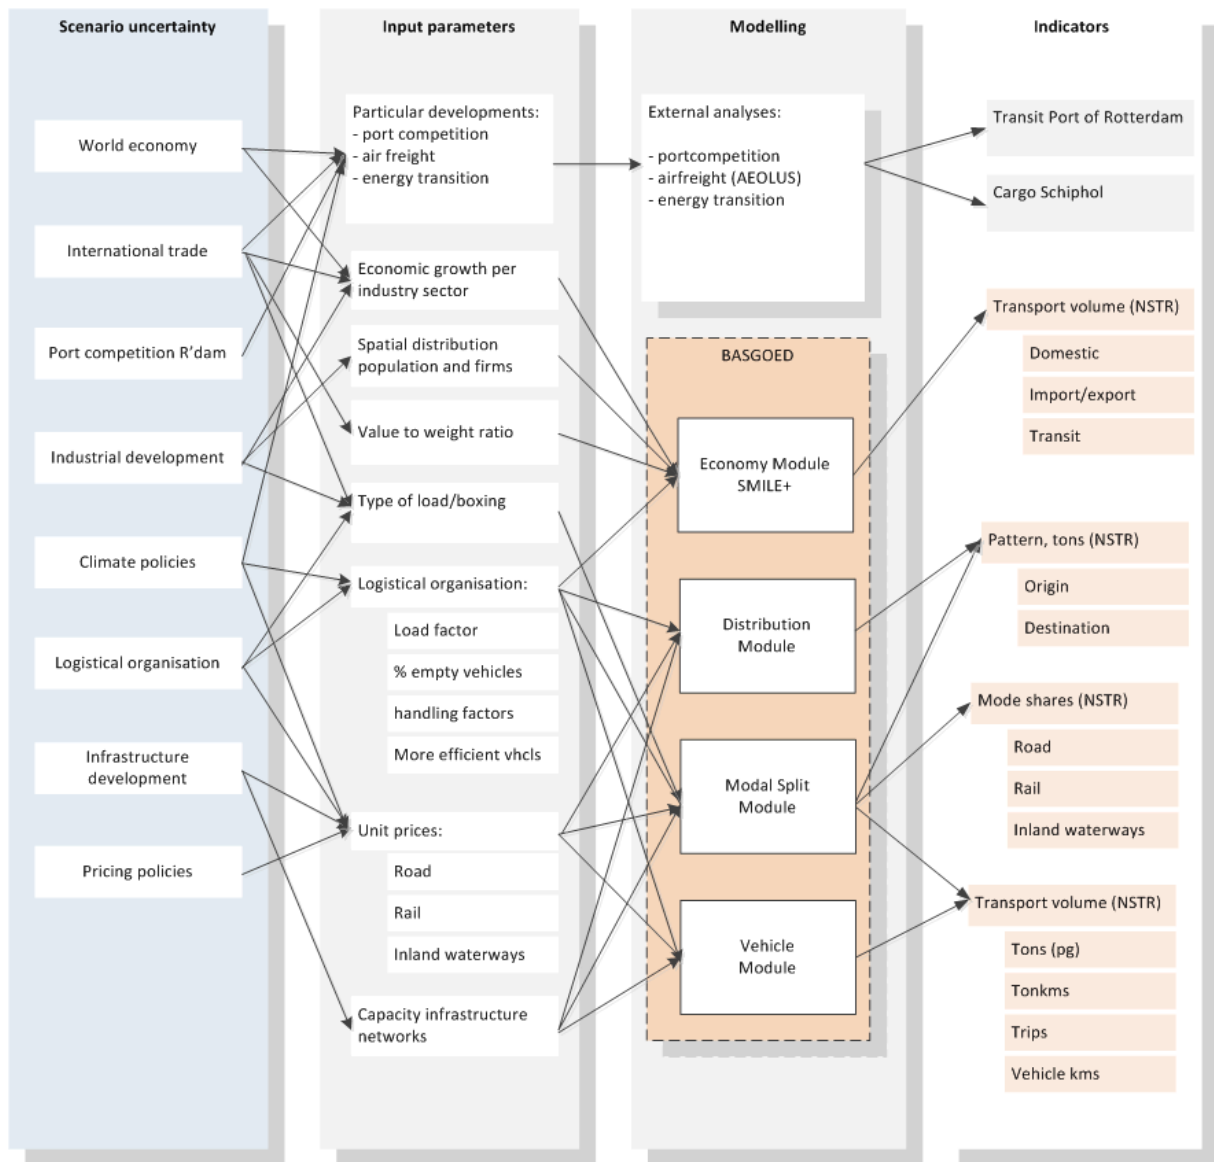 Scenario uncertainty
World economy
International trade
Port competition R'dam
Industrial development
Climate policies
Logistical organisation
Infrastructure
development
Pricing policies
Input parameters
Particular developments:
- port competition
- air freight
- energy transition
Economic growth per
industry sector
Spatial distribution
population and firms
Value to weight ratio
Type of load/boxing
Logistical organisation:
Load factor
% empty vehicles
handling factors
More efficient vhcls
Unit prices:
Road
Rail
Inland waterways
Capacity infrastructure
networks
Modelling
External analyses:
- portcompetition
- airfreight (AEOLUS)
- energy transition
BASGOED
Economy Module
SMILE+
Distribution
Module
Modal Split
Module
Vehicle
Module
Indicators
Transit Port of Rotterdam
Cargo Schiphol
Transport volume (NSTR)
Domestic
Import/export
Transit
Pattern, tons (NSTR)
Origin
Destination
Mode shares (NSTR)
Road
Rail
Inland waterways
Transport volume (NSTR)
Tons (pg)
Tonkms
Trips
Vehicle kms